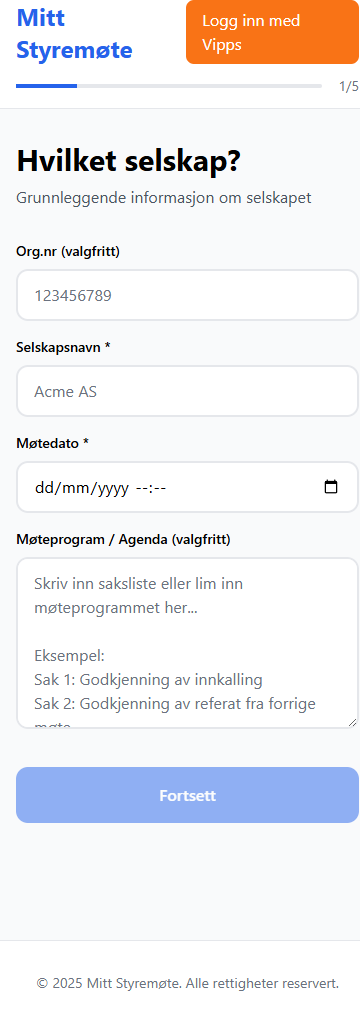 Mitt
Styremøte
Logg inn med
Vipps
1/5
Hvilket selskap?
Grunnleggende informasjon om selskapet
Org.nr (valgfritt)
123456789
Selskapsnavn *
Acme AS
Møtedato *
dd/mm/yyyy --:--
Møteprogram / Agenda (valgfritt)
Skriv inn saksliste eller lim inn
møteprogrammet her...
Eksempel:
Sak 1: Godkjenning av innkalling
Sak 2: Godkjenning av referat fra forrige
møte
Fortsett
© 2025 Mitt Styremøte. Alle rettigheter reservert.